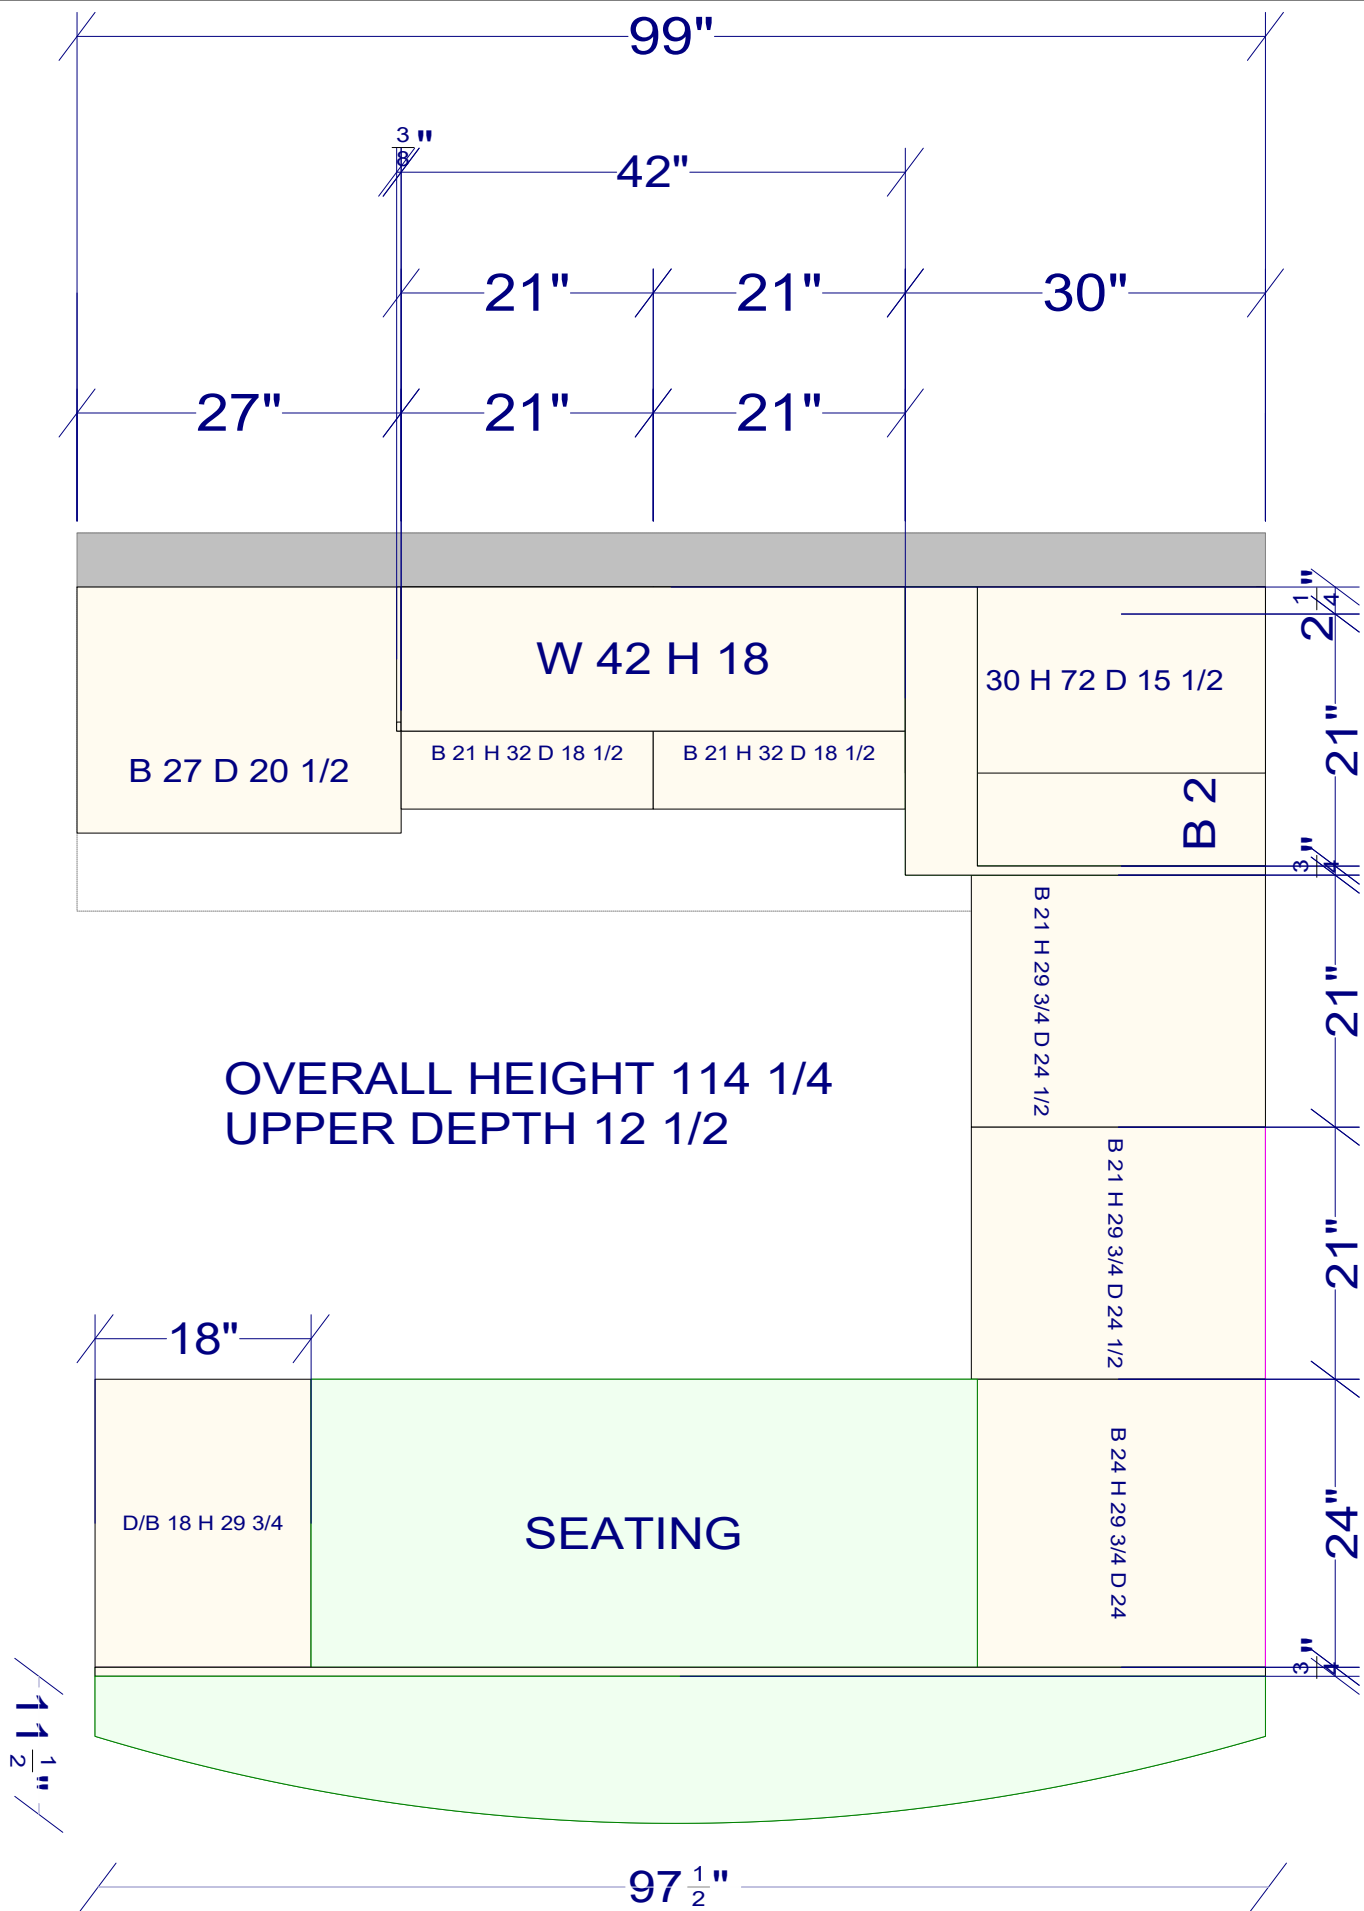 99"
3/8"
42"
21" 21" 30"
27" 21" 21"
2 1/4"
W 42 H 18
30 H 72 D 15 1/2
21"
B 21 H 32 D 18 1/2 B 21 H 32 D 18 1/2
B 27 D 20 1/2
B 2
3/4"
B 21 H 29 3/4 D 24 1/2
21"
OVERALL HEIGHT 114 1/4
UPPER DEPTH 12 1/2
B 21 H 29 3/4 D 24 1/2
21"
18"
D/B 18 H 29 3/4
SEATING
B 24 H 29 3/4 D 24
24"
3/4"
11 1/2"
97 1/2"